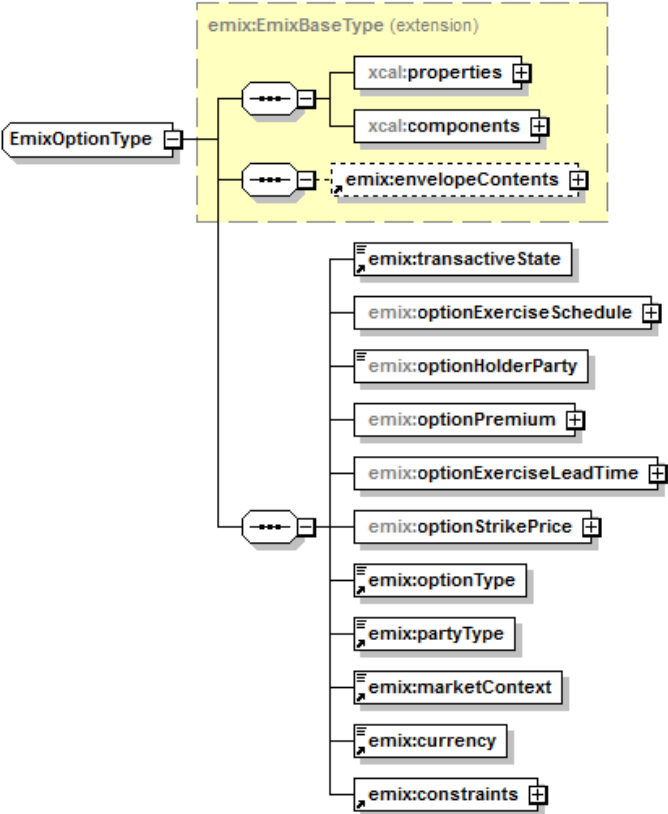 emix:EmixBaseType (extension)
xcal:properties
EmixOptionType
xcal:components
emix:envelopeContents
emix:transactiveState
emix:optionExerciseSchedule
emix:optionHolderParty
emix:optionPremium
emix:optionExerciseLeadTime
emix:optionStrikePrice
emix:optionType
emix:partyType
emix:marketContext
emix:currency
emix:constraints